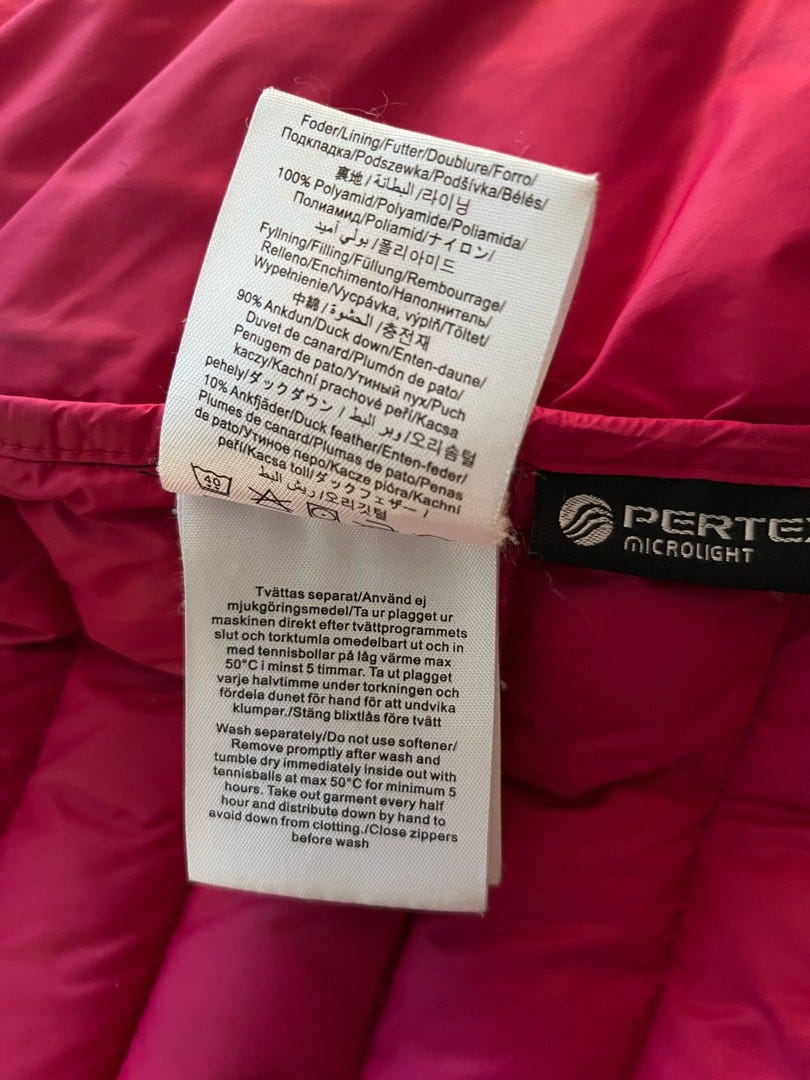 Foder/Lining/Futter/Doublure/Forro/
Подкладка/Podszewka/Podšívka/Bélés/
裏地/البطانة/라이닝
100% Polyamid/Polyamide/Poliamida/
Полиамид/Poliamid/ナイロン/
بولي أميد/폴리아미드
Fyllning/Filling/Füllung/Rembourrage/
Relleno/Enchimento/Наполнитель/
Wypełnienie/Vycpávka, výplň/Töltet/
中綿/الحشوة/충전재
90% Ankdun/Duck down/Enten-daune/
Duvet de canard/Plumón de pato/
Penugem de pato/Утиный пух/Puch
kaczy/Kachní prachové peří/Kacsa
pehely/ダックダウン/وبر البط/오리솜털
10% Ankfjäder/Duck feather/Enten-feder/
Plumes de canard/Plumas de pato/Penas
de pato/Утиное перо/Kacze pióra/Kachní
peří/Kacsa toll/ダックフェザー/
ريش البط/오리깃털
40
PERTEX
MICROLIGHT
Tvättas separat/Använd ej
mjukgöringsmedel/Ta ur plagget ur
maskinen direkt efter tvättprogrammets
slut och torktumla omedelbart ut och in
med tennisbollar på låg värme max
50°C i minst 5 timmar. Ta ut plagget
varje halvtimme under torkningen och
fördela dunet för hand för att undvika
klumpar./Stäng blixtlås före tvätt
Wash separately/Do not use softener/
Remove promptly after wash and
tumble dry immediately inside out with
tennisballs at max 50°C for minimum 5
hours. Take out garment every half
hour and distribute down by hand to
avoid down from clotting./Close zippers
before wash